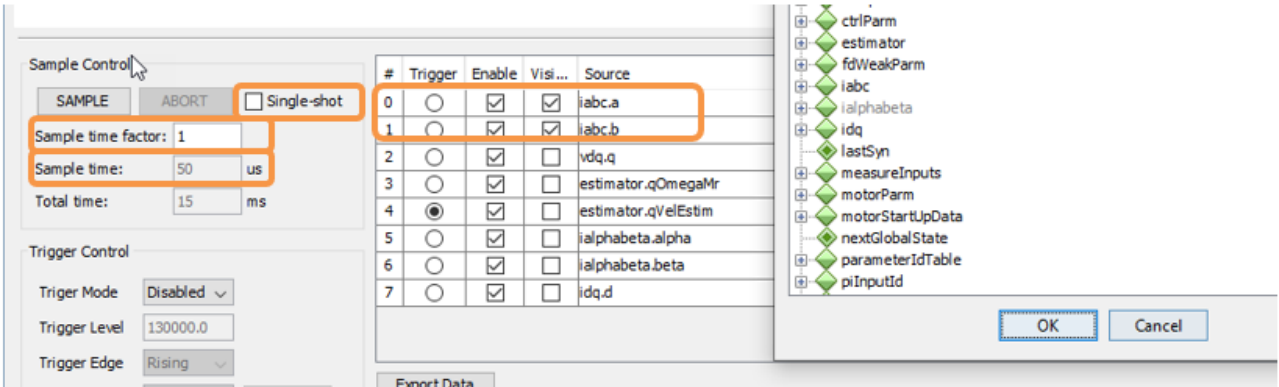 Sample Control
SAMPLE ABORT Single-shot
Sample time factor: 1
Sample time: 50 us
Total time: 15 ms
Trigger Control
Triger Mode Disabled
Trigger Level 130000.0
Trigger Edge Rising
# Trigger Enable Visi... Source
0 iabc.a
1 iabc.b
2 vdq.q
3 estimator.qOmegaMr
4 estimator.qVelEstim
5 ialphabeta.alpha
6 ialphabeta.beta
7 idq.d
Export Data
ctrlParm
estimator
fdWeakParm
iabc
ialphabeta
idq
lastSyn
measureInputs
motorParm
motorStartUpData
nextGlobalState
parameterIdTable
piInputId
OK Cancel